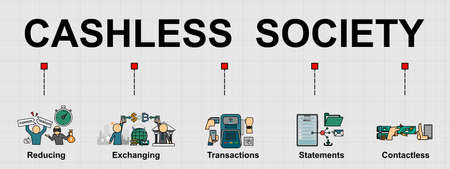 CASHLESS SOCIETY
Reducing
Exchanging
Transactions
Statements
Contactless